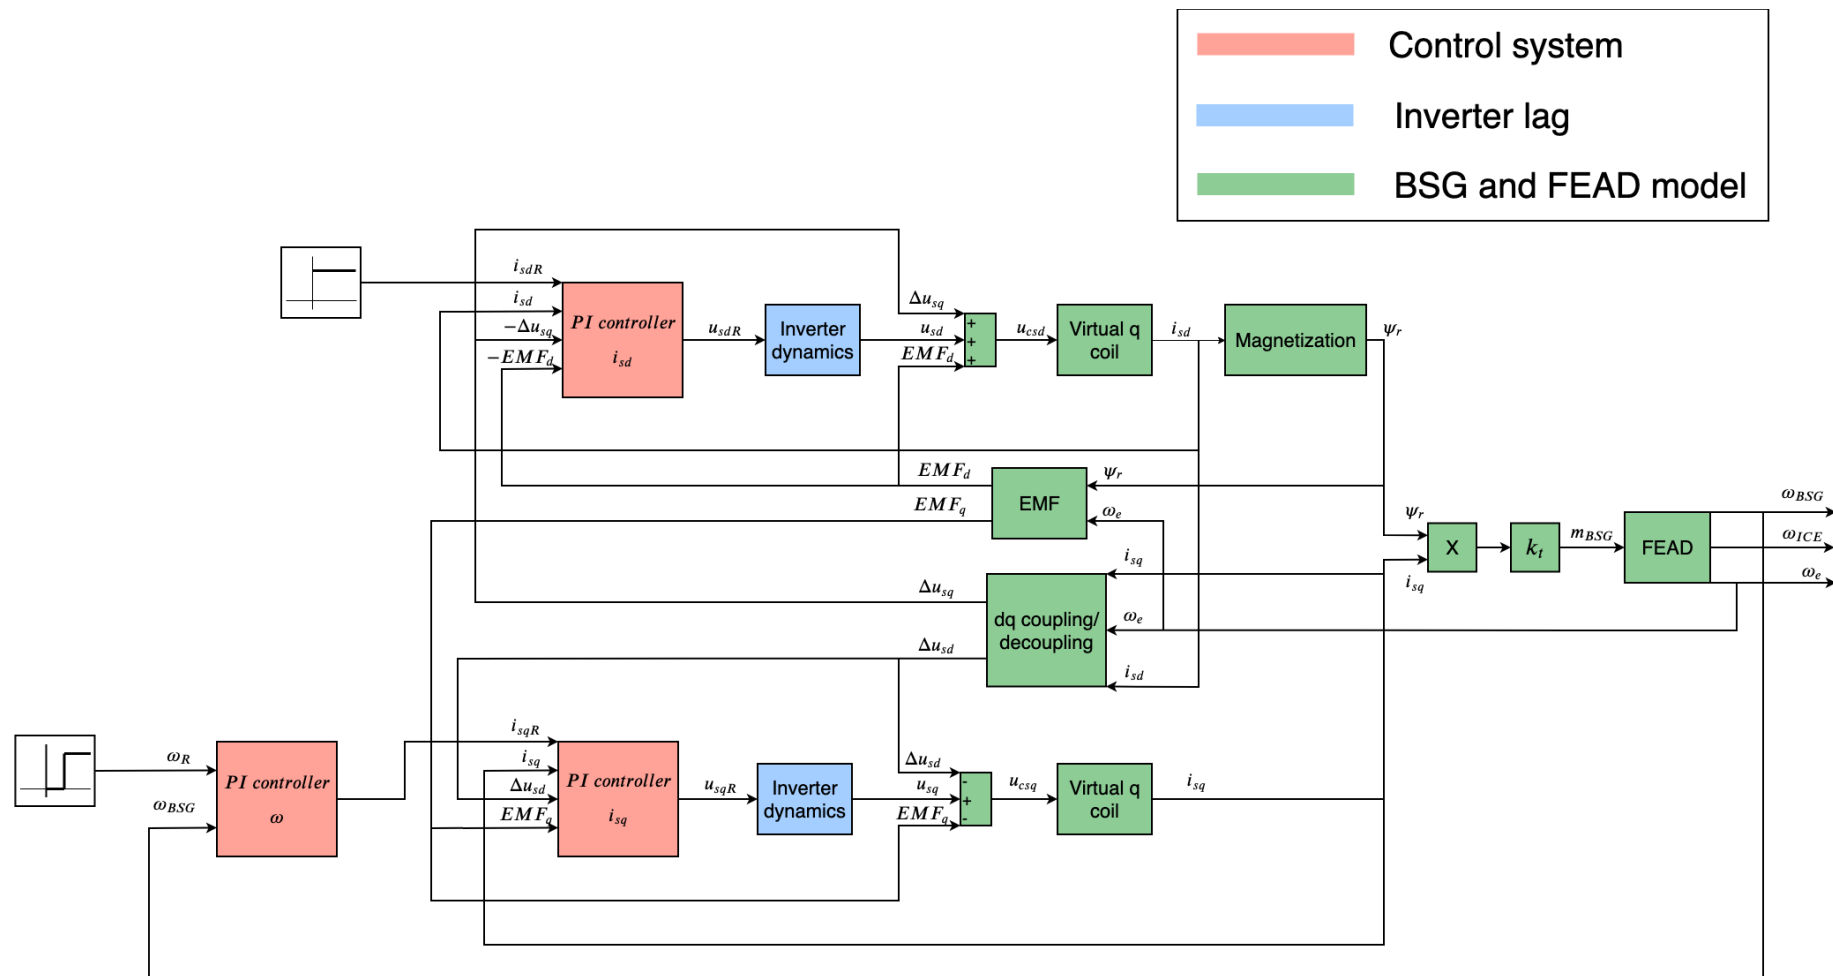 Control system
Inverter lag
BSG and FEAD model
i_sdR
i_sd
−Δu_sq
−EMF_d
PI controller
i_sd
u_sdR
Inverter
dynamics
Δu_sq
u_sd
EMF_d
+
+
+
u_csd
Virtual q
coil
i_sd
Magnetization
ψ_r
EMF_d
EMF_q
EMF
ψ_r
ω_e
ψ_r
i_sq
X
k_t
m_BSG
FEAD
ω_BSG
ω_ICE
ω_e
Δu_sq
Δu_sd
dq coupling/
decoupling
i_sq
ω_e
i_sd
ω_R
ω_BSG
PI controller
ω
i_sqR
i_sq
Δu_sd
EMF_q
PI controller
i_sq
u_sqR
Inverter
dynamics
Δu_sd
u_sq
EMF_q
-
+
-
u_csq
Virtual q
coil
i_sq